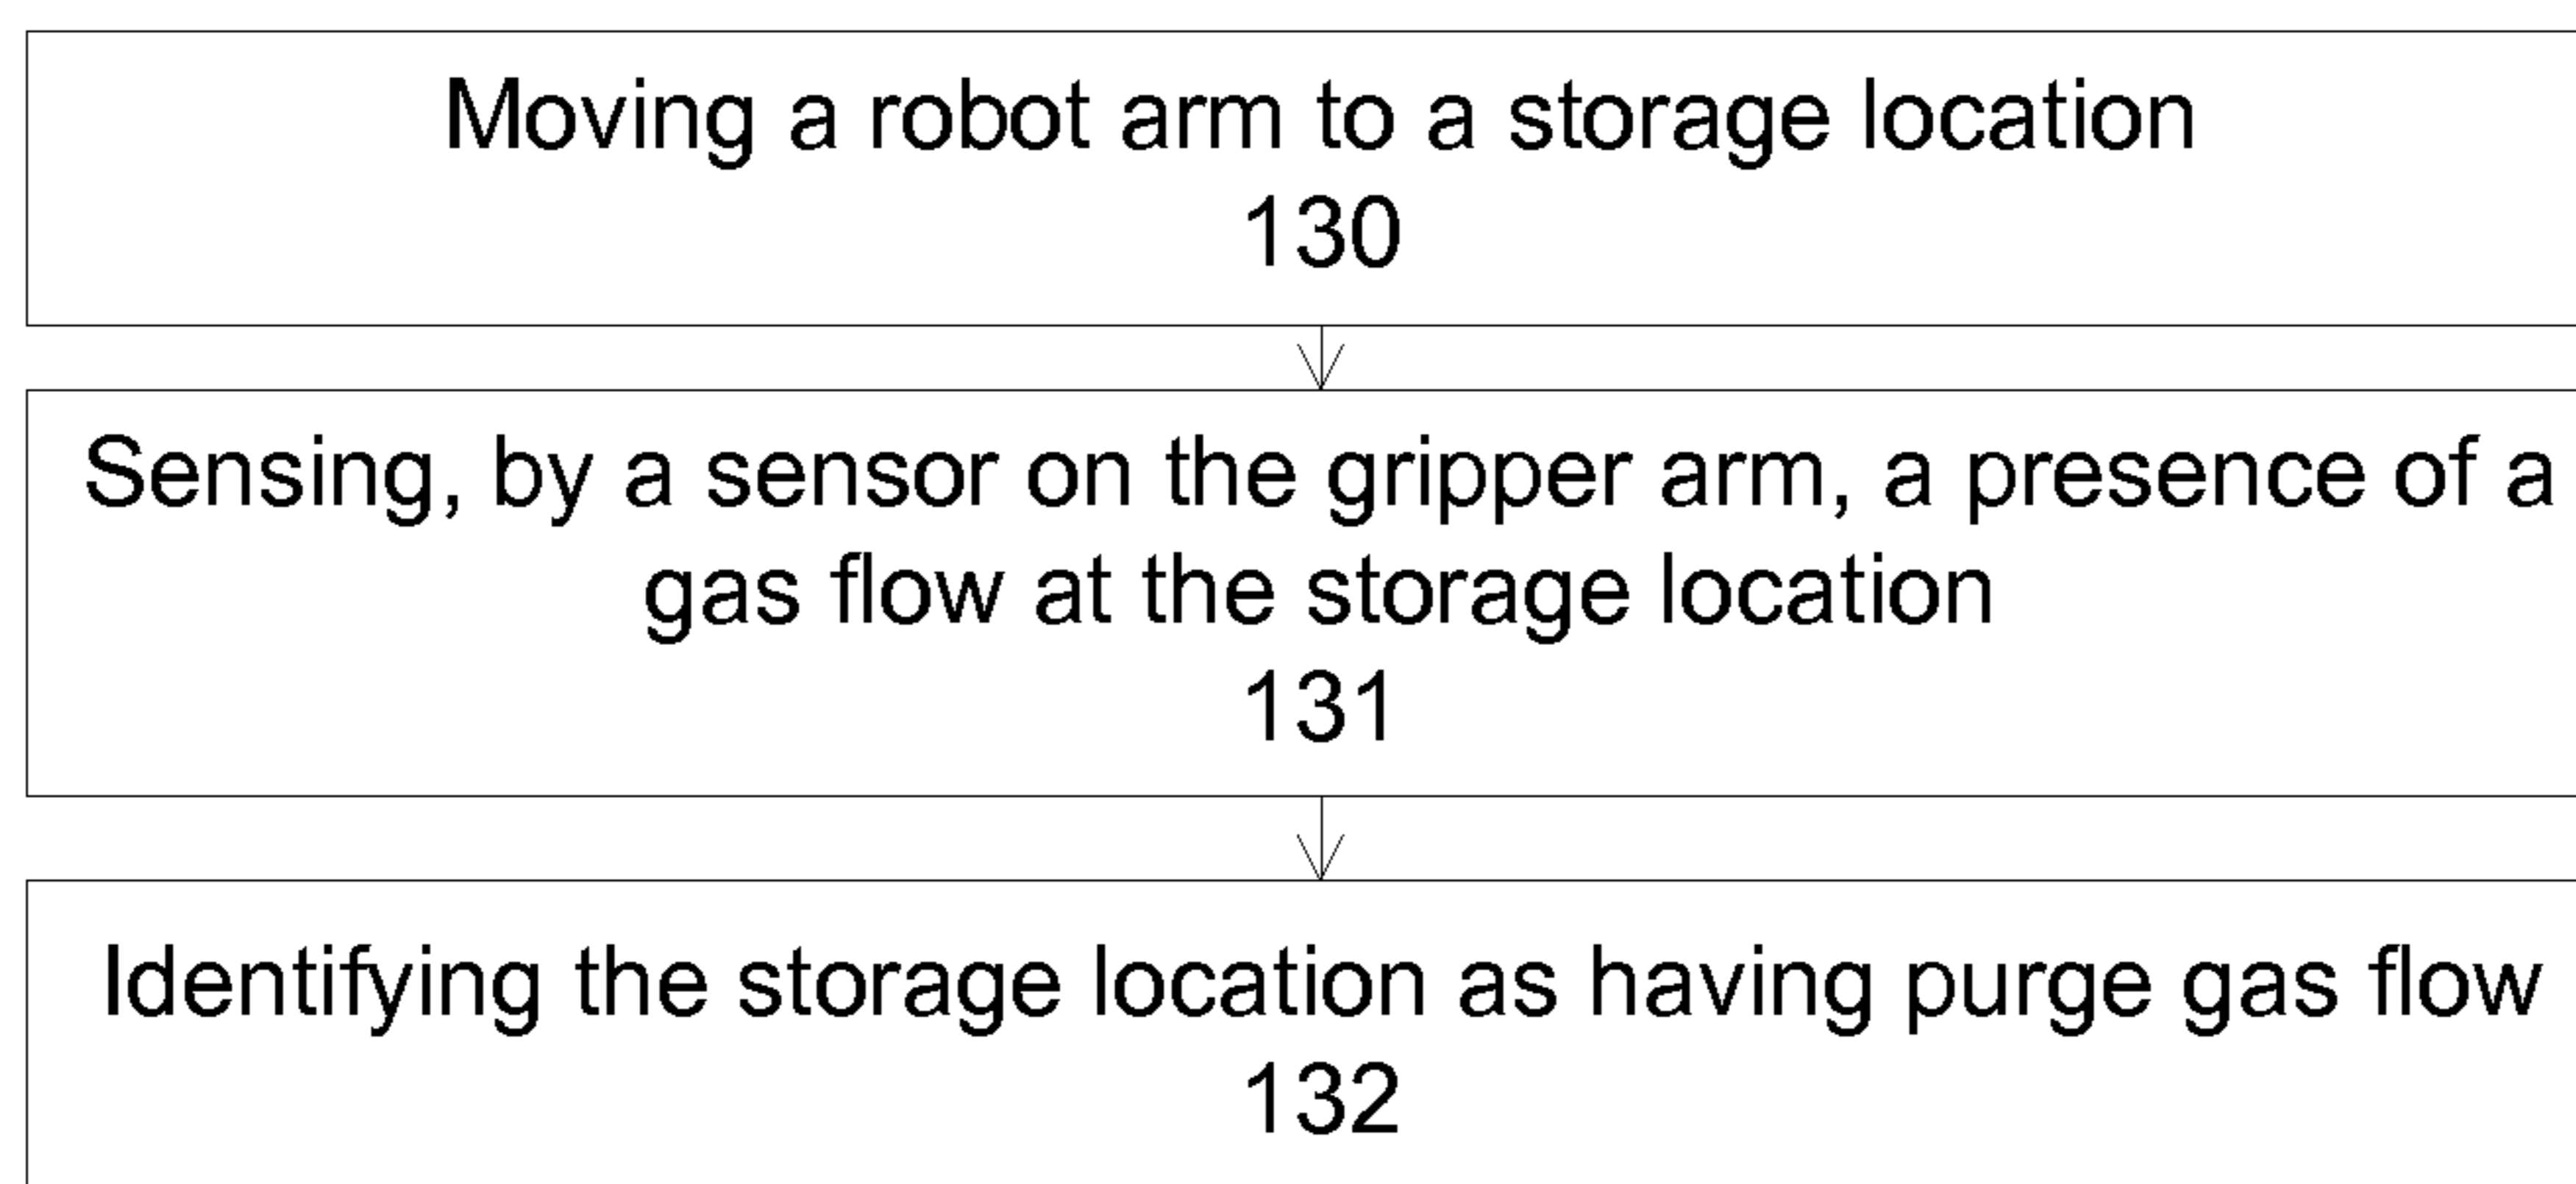 Moving a robot arm to a storage location
130
Sensing, by a sensor on the gripper arm, a presence of a
gas flow at the storage location
131
Identifying the storage location as having purge gas flow
132